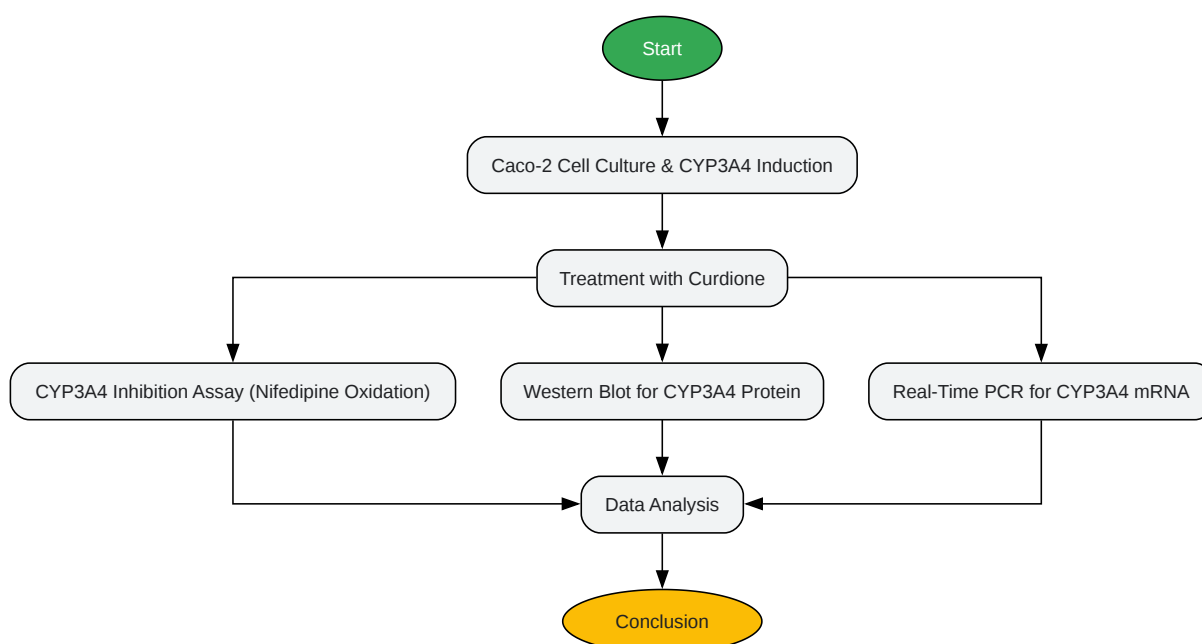 Start
Caco-2 Cell Culture & CYP3A4 Induction
Treatment with Curdione
CYP3A4 Inhibition Assay (Nifedipine Oxidation)
Western Blot for CYP3A4 Protein
Real-Time PCR for CYP3A4 mRNA
Data Analysis
Conclusion